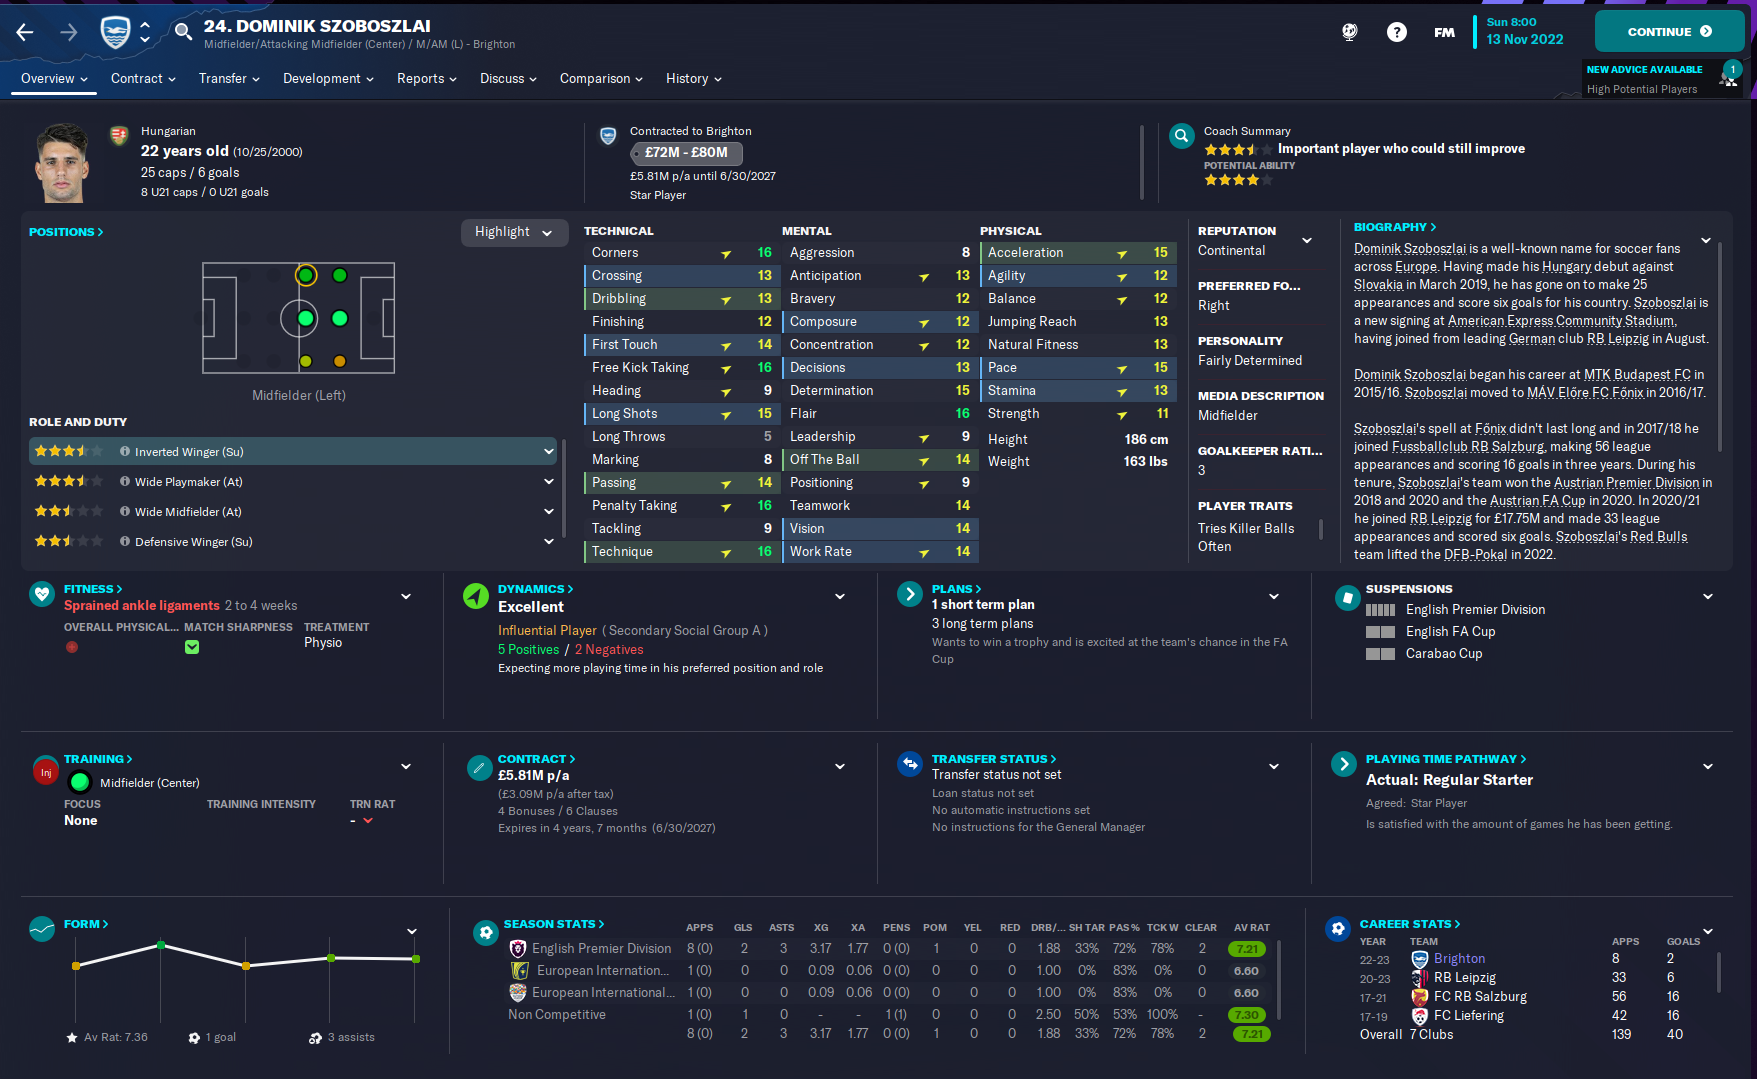 24. DOMINIK SZOBOSZLAI
Midfielder/Attacking Midfielder (Center) / M/AM (L) - Brighton
FM
Sun 8:00
13 Nov 2022
CONTINUE
Overview
Contract
Transfer
Development
Reports
Discuss
Comparison
History
NEW ADVICE AVAILABLE
High Potential Players
1
Hungarian
22 years old (10/25/2000)
25 caps / 6 goals
8 U21 caps / 0 U21 goals
Contracted to Brighton
£72M - £80M
£5.81M p/a until 6/30/2027
Star Player
Coach Summary
Important player who could still improve
POTENTIAL ABILITY
POSITIONS >
Highlight
Midfielder (Left)
ROLE AND DUTY
Inverted Winger (Su)
Wide Playmaker (At)
Wide Midfielder (At)
Defensive Winger (Su)
TECHNICAL
Corners 16
Crossing 13
Dribbling 13
Finishing 12
First Touch 14
Free Kick Taking 16
Heading 9
Long Shots 15
Long Throws 5
Marking 8
Passing 14
Penalty Taking 16
Tackling 9
Technique 16
MENTAL
Aggression 8
Anticipation 13
Bravery 12
Composure 12
Concentration 12
Decisions 13
Determination 15
Flair 16
Leadership 9
Off The Ball 14
Positioning 9
Teamwork 14
Vision 14
Work Rate 14
PHYSICAL
Acceleration 15
Agility 12
Balance 12
Jumping Reach 13
Natural Fitness 13
Pace 15
Stamina 13
Strength 11
Height 186 cm
Weight 163 lbs
REPUTATION
Continental
PREFERRED FO...
Right
PERSONALITY
Fairly Determined
MEDIA DESCRIPTION
Midfielder
GOALKEEPER RATI...
3
PLAYER TRAITS
Tries Killer Balls
Often
BIOGRAPHY >
Dominik Szoboszlai is a well-known name for soccer fans
across Europe. Having made his Hungary debut against
Slovakia in March 2019, he has gone on to make 25
appearances and score six goals for his country. Szoboszlai is
a new signing at American Express Community Stadium,
having joined from leading German club RB Leipzig in August.
Dominik Szoboszlai began his career at MTK Budapest FC in
2015/16. Szoboszlai moved to MÁV Előre FC Főnix in 2016/17.
Szoboszlai's spell at Főnix didn't last long and in 2017/18 he
joined Fussballclub RB Salzburg, making 56 league
appearances and scoring 16 goals in three years. During his
tenure, Szoboszlai's team won the Austrian Premier Division in
2018 and 2020 and the Austrian FA Cup in 2020. In 2020/21
he joined RB Leipzig for £17.75M and made 33 league
appearances and scored six goals. Szoboszlai's Red Bulls
team lifted the DFB-Pokal in 2022.
FITNESS >
Sprained ankle ligaments 2 to 4 weeks
OVERALL PHYSICAL... MATCH SHARPNESS TREATMENT
Physio
DYNAMICS >
Excellent
Influential Player ( Secondary Social Group A )
5 Positives / 2 Negatives
Expecting more playing time in his preferred position and role
PLANS >
1 short term plan
3 long term plans
Wants to win a trophy and is excited at the team's chance in the FA
Cup
SUSPENSIONS
English Premier Division
English FA Cup
Carabao Cup
TRAINING >
Inj
Midfielder (Center)
FOCUS TRAINING INTENSITY TRN RAT
None -
CONTRACT >
£5.81M p/a
(£3.09M p/a after tax)
4 Bonuses / 6 Clauses
Expires in 4 years, 7 months (6/30/2027)
TRANSFER STATUS >
Transfer status not set
Loan status not set
No automatic instructions set
No instructions for the General Manager
PLAYING TIME PATHWAY >
Actual: Regular Starter
Agreed: Star Player
Is satisfied with the amount of games he has been getting.
FORM >
Av Rat: 7.36 1 goal 3 assists
SEASON STATS > APPS GLS ASTS XG XA PENS POM YEL RED DRB/... SH TAR PAS% TCK W CLEAR AV RAT
English Premier Division 8 (0) 2 3 3.17 1.77 0 (0) 1 0 0 1.88 33% 72% 78% 2 7.21
European Internation... 1 (0) 0 0 0.09 0.06 0 (0) 0 0 0 1.00 0% 83% 0% 0 6.60
European International... 1 (0) 0 0 0.09 0.06 0 (0) 0 0 0 1.00 0% 83% 0% 0 6.60
Non Competitive 1 (0) 1 0 - - 1 (1) 0 0 0 2.50 50% 53% 100% - 7.30
8 (0) 2 3 3.17 1.77 0 (0) 1 0 0 1.88 33% 72% 78% 2 7.21
CAREER STATS >
YEAR TEAM APPS GOALS
22-23 Brighton 8 2
20-23 RB Leipzig 33 6
17-21 FC RB Salzburg 56 16
17-19 FC Liefering 42 16
Overall 7 Clubs 139 40